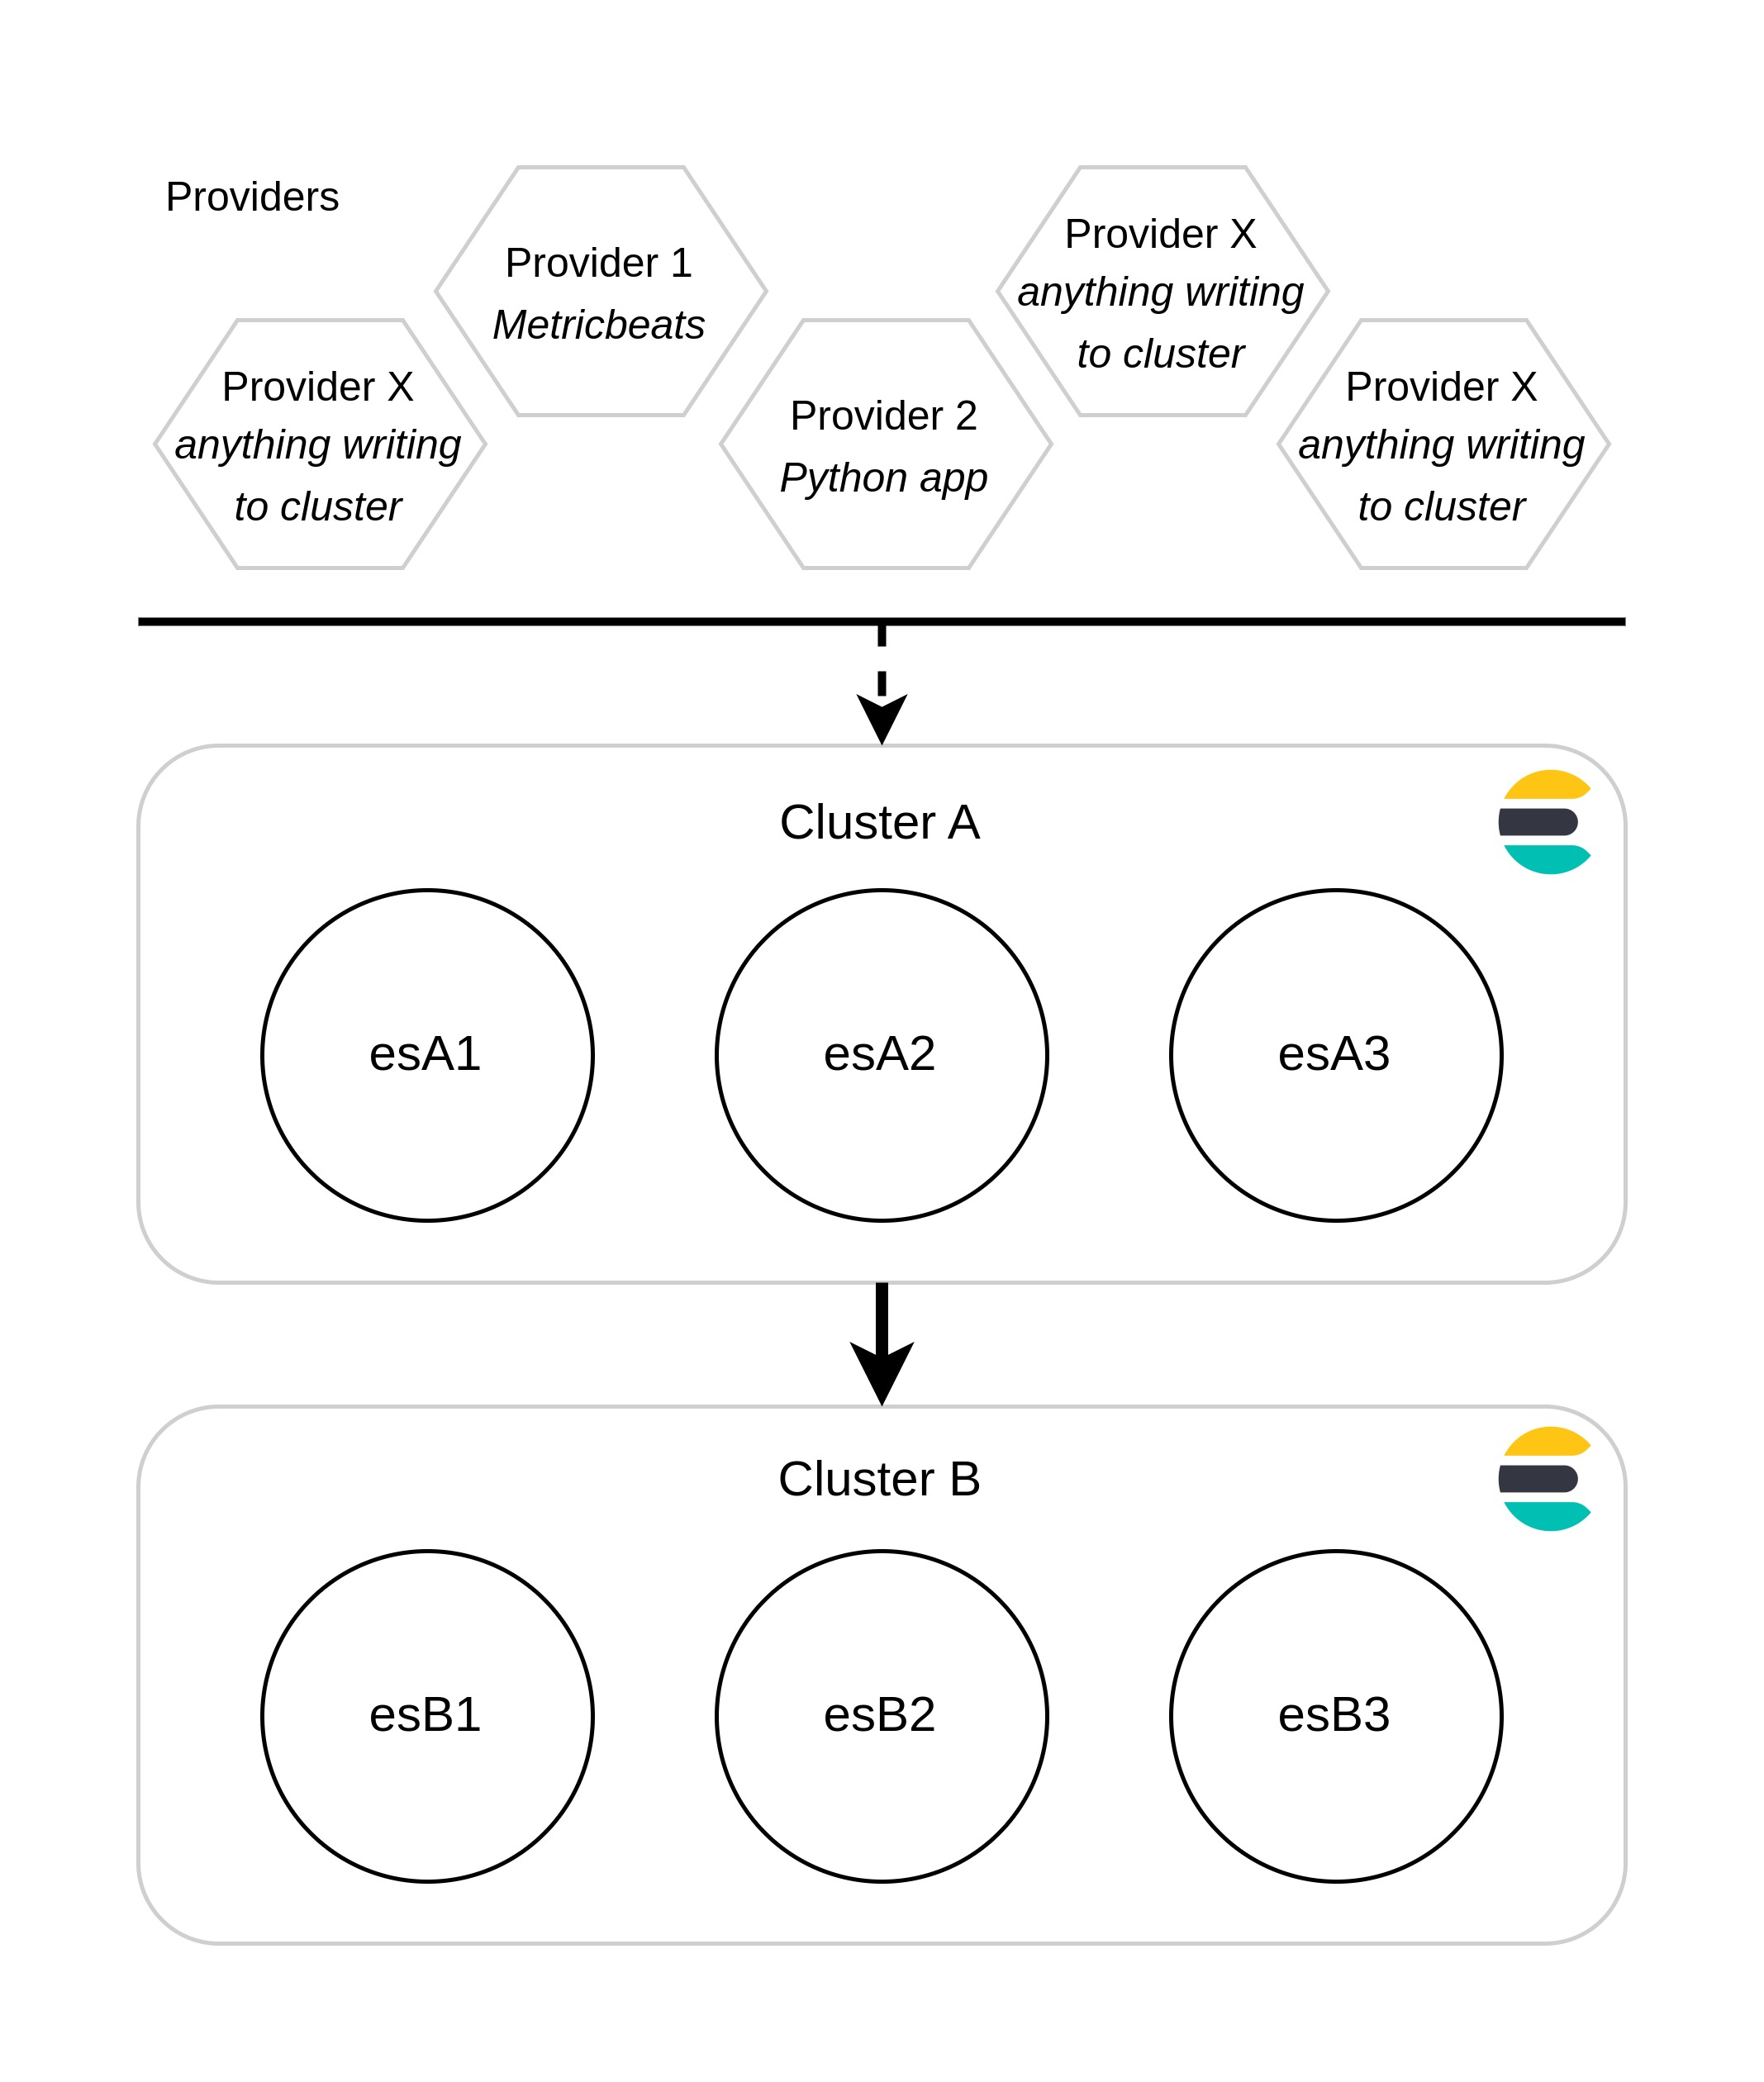 Providers
Provider 1
Metricbeats
Provider X
anything writing
to cluster
Provider X
anything writing
to cluster
Provider 2
Python app
Provider X
anything writing
to cluster
Cluster A
esA1
esA2
esA3
Cluster B
esB1
esB2
esB3